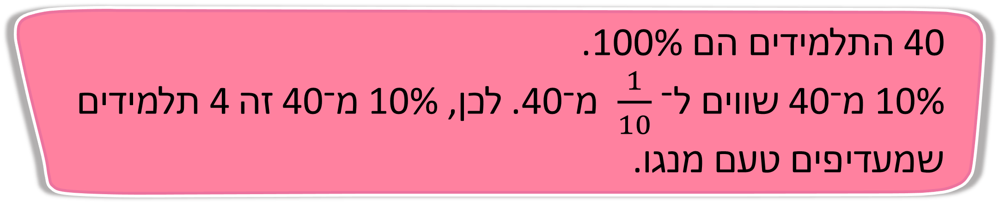 40 התלמידים הם 100%.
10% מ־40 שווים ל־ 1/10 מ־40. לכן, 10% מ־40 זה 4 תלמידים
שמעדיפים טעם מנגו.